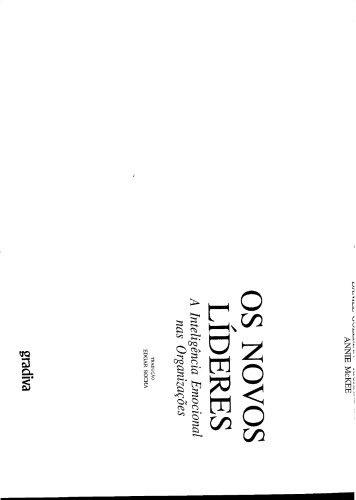 ANNIE McKEE
OS NOVOS
LÍDERES
A Inteligência Emocional
nas Organizações
TRADUÇÃO
EDGAR ROCHA
gradiva